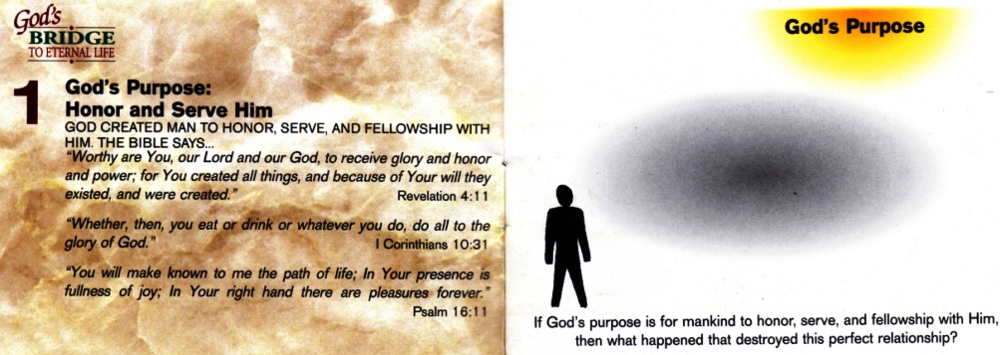 God's
BRIDGE
TO ETERNAL LIFE
1
God's Purpose:
Honor and Serve Him
GOD CREATED MAN TO HONOR, SERVE, AND FELLOWSHIP WITH
HIM. THE BIBLE SAYS...
"Worthy are You, our Lord and our God, to receive glory and honor
and power; for You created all things, and because of Your will they
existed, and were created."
Revelation 4:11
"Whether, then, you eat or drink or whatever you do, do all to the
glory of God."
I Corinthians 10:31
"You will make known to me the path of life; In Your presence is
fullness of joy; In Your right hand there are pleasures forever."
Psalm 16:11
God's Purpose
If God's purpose is for mankind to honor, serve, and fellowship with Him,
then what happened that destroyed this perfect relationship?